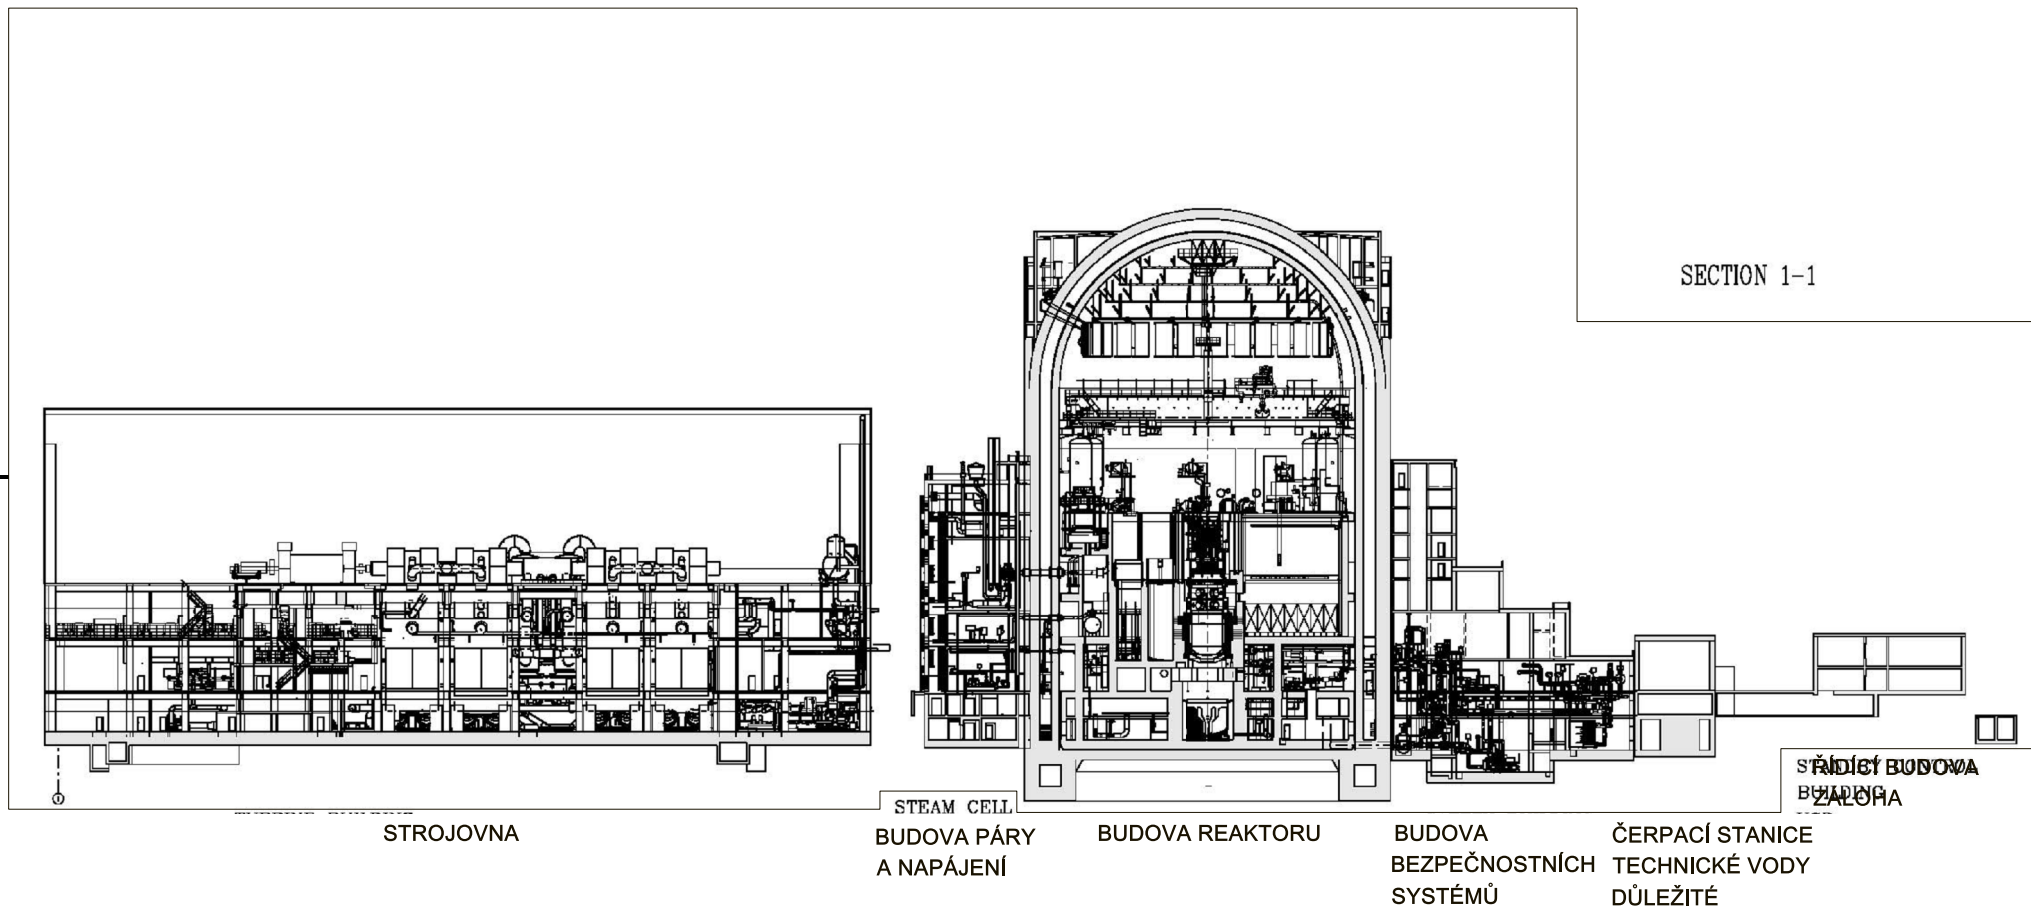 SECTION 1-1
ŘÍDÍCÍ BUDOVA
ZÁLOHA
BUILDING
STEAM CELL
STROJOVNA
BUDOVA PÁRY
A NAPÁJENÍ
BUDOVA REAKTORU
BUDOVA
BEZPEČNOSTNÍCH
SYSTÉMŮ
ČERPACÍ STANICE
TECHNICKÉ VODY
DŮLEŽITÉ